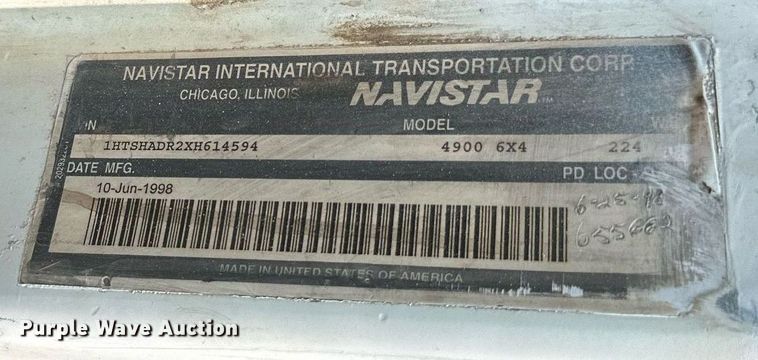 NAVISTAR INTERNATIONAL TRANSPORTATION CORP
CHICAGO, ILLINOIS NAVISTAR
MODEL
1HTSHADR2XH614594 4900 6X4 224
DATE MFG. PD LOC
10-Jun-1998
MADE IN UNITED STATES OF AMERICA
Purple Wave Auction